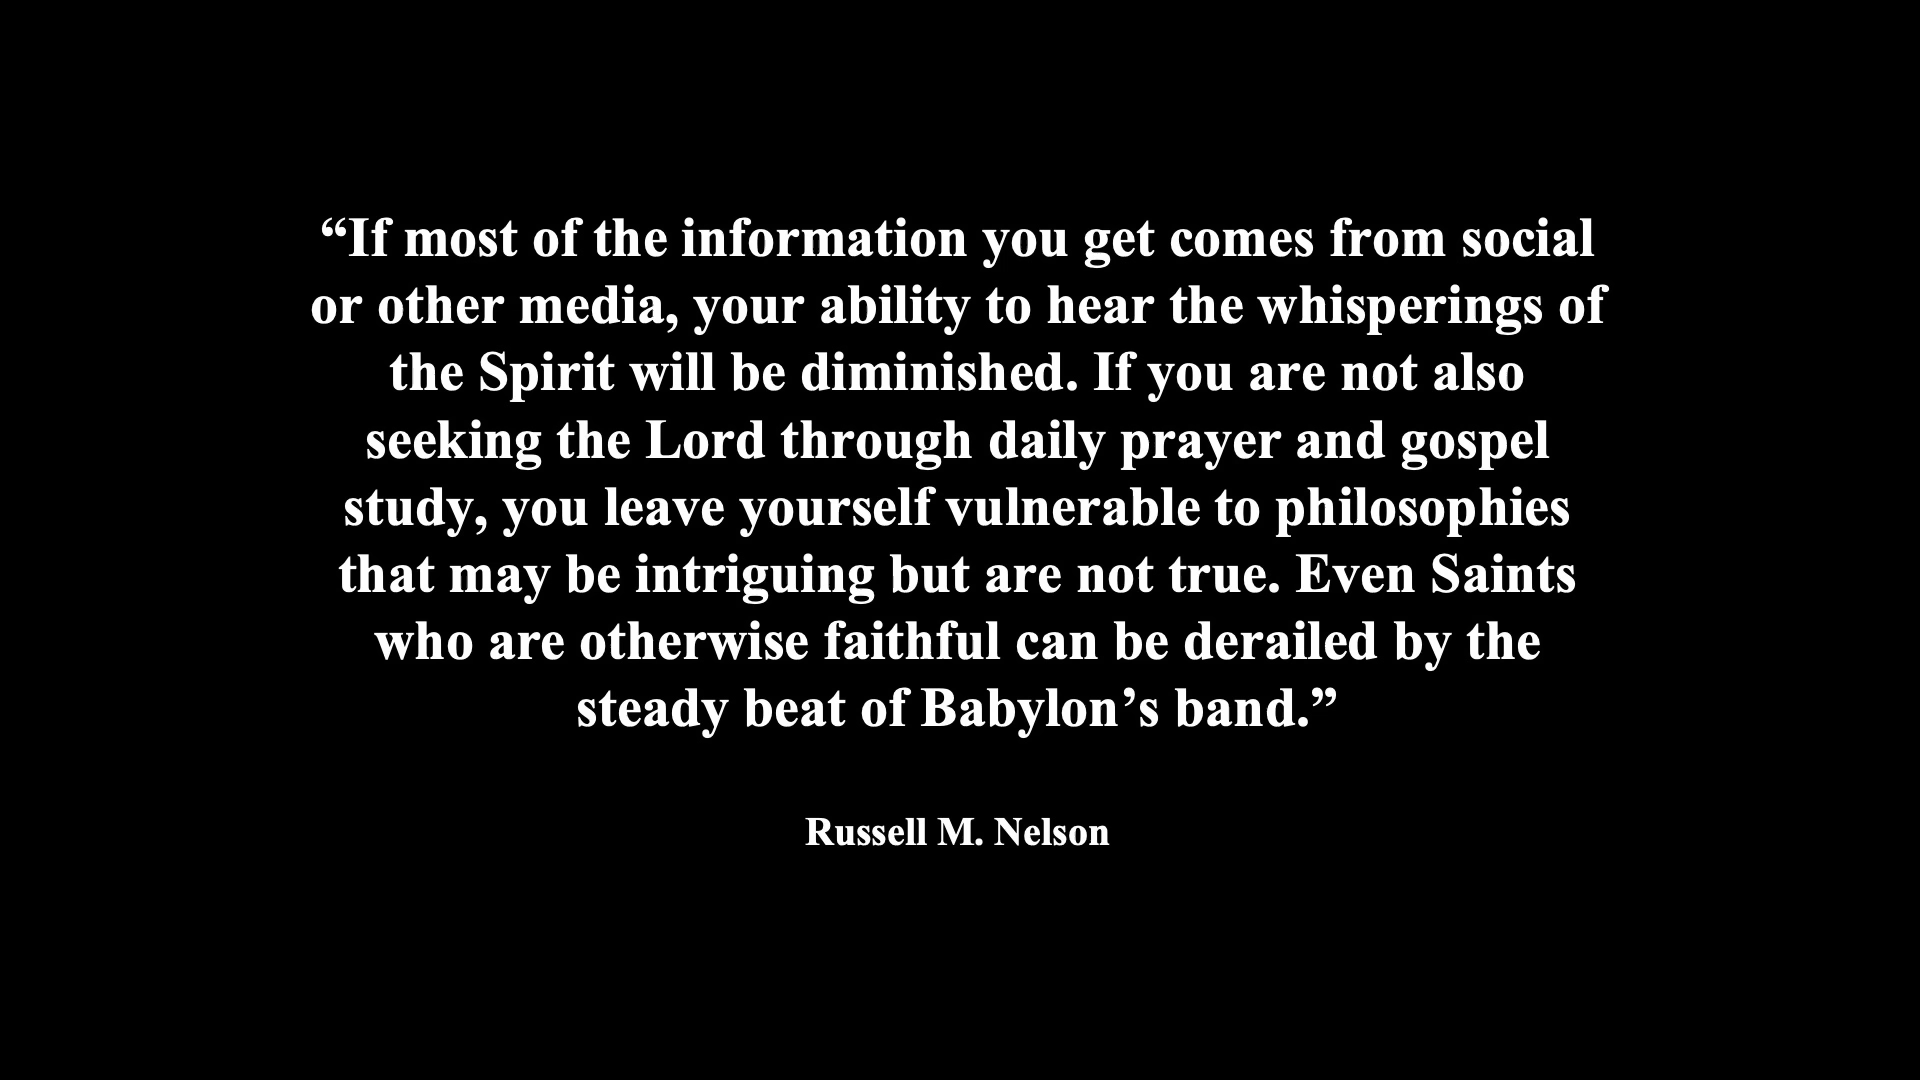 “If most of the information you get comes from social
or other media, your ability to hear the whisperings of
the Spirit will be diminished. If you are not also
seeking the Lord through daily prayer and gospel
study, you leave yourself vulnerable to philosophies
that may be intriguing but are not true. Even Saints
who are otherwise faithful can be derailed by the
steady beat of Babylon’s band.”
Russell M. Nelson